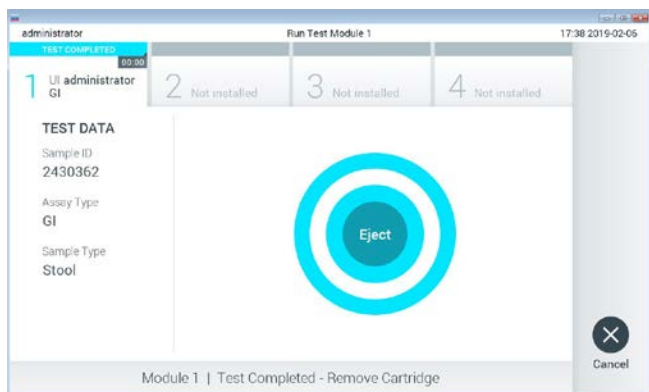 administrator
Run Test Module 1
17:38 2019-02-06
TEST COMPLETED
00:00
1 UI administrator
GI
2 Not installed
3 Not installed
4 Not installed
TEST DATA
Sample ID
2430362
Assay Type
GI
Sample Type
Stool
Eject
Cancel
Module 1 | Test Completed - Remove Cartridge